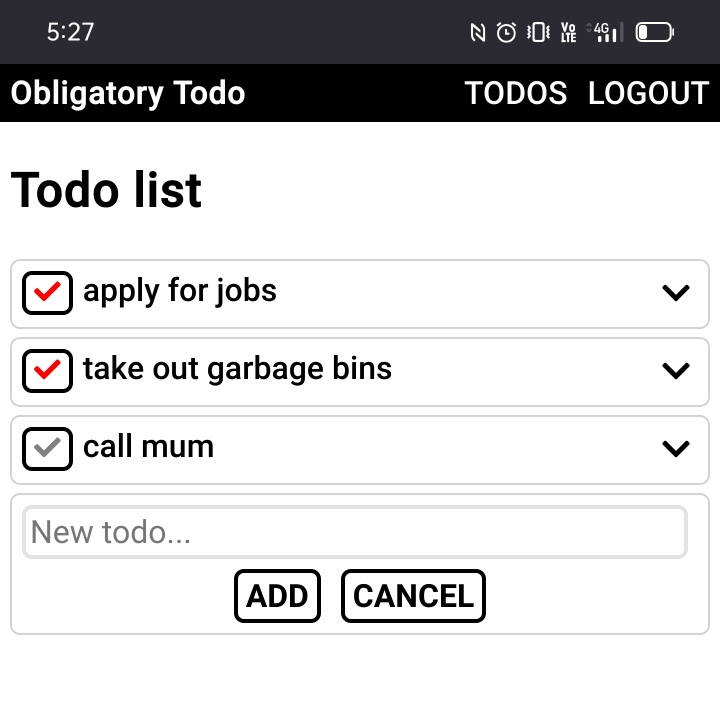 5:27 Vo LTE 4G
Obligatory Todo TODOS LOGOUT
Todo list
apply for jobs
take out garbage bins
call mum
New todo...
ADD CANCEL